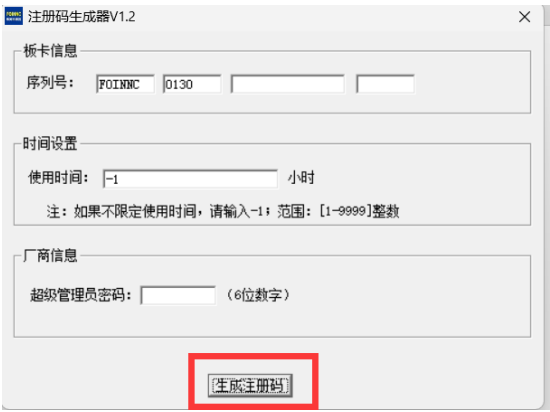 FOINNC
注册码生成器V1.2
板卡信息
序列号: FOINNC 0130
时间设置
使用时间: -1 小时
注: 如果不限定使用时间，请输入-1; 范围: [1-9999]整数
厂商信息
超级管理员密码: (6位数字)
生成注册码